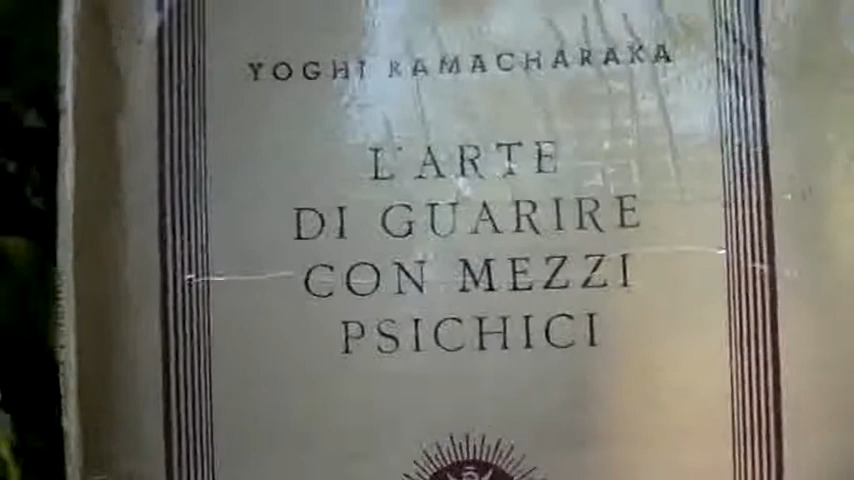 YOGHI RAMACHARAKA
L'ARTE
DI GUARIRE
CON MEZZI
PSICHICI